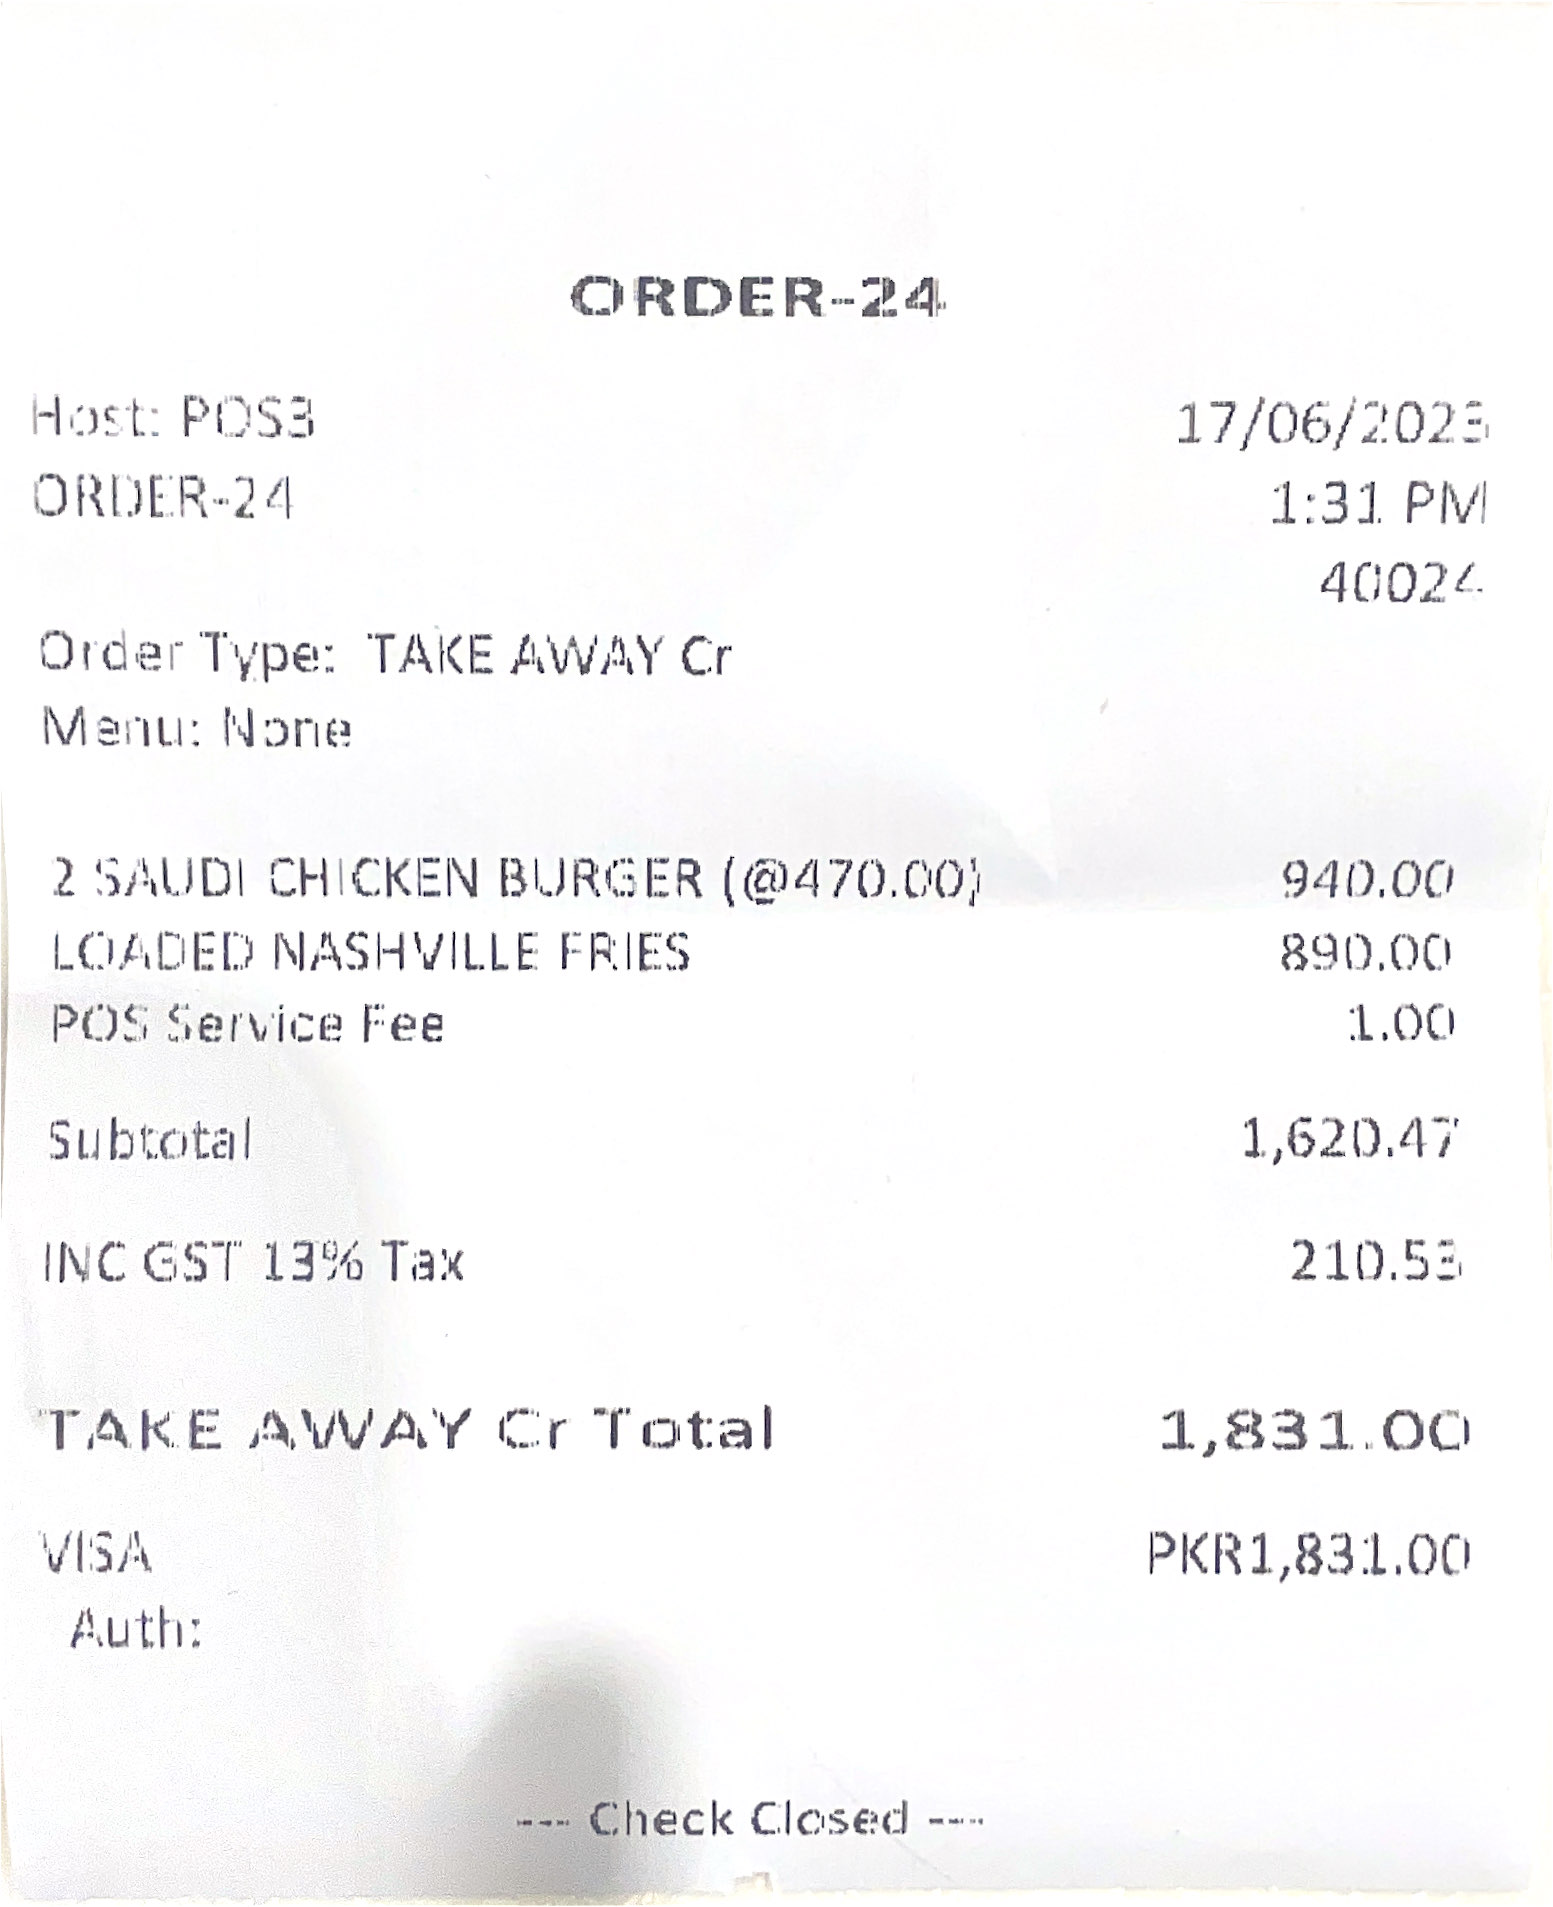 ORDER-24
Host: POS3 17/06/2023
ORDER-24 1:31 PM
40024
Order Type: TAKE AWAY Cr
Menu: None
2 SAUDI CHICKEN BURGER (@470.00) 940.00
LOADED NASHVILLE FRIES 890.00
POS Service Fee 1.00
Subtotal 1,620.47
INC GST 13% Tax 210.53
TAKE AWAY Cr Total 1,831.00
VISA PKR1,831.00
Auth:
--- Check Closed ---